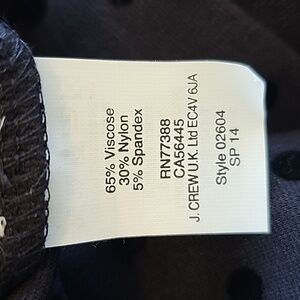 65% Viscose
30% Nylon
5% Spandex
RN77388
CA56445
J. CREW U.K. Ltd EC4V 6JA
Style 02604
SP 14